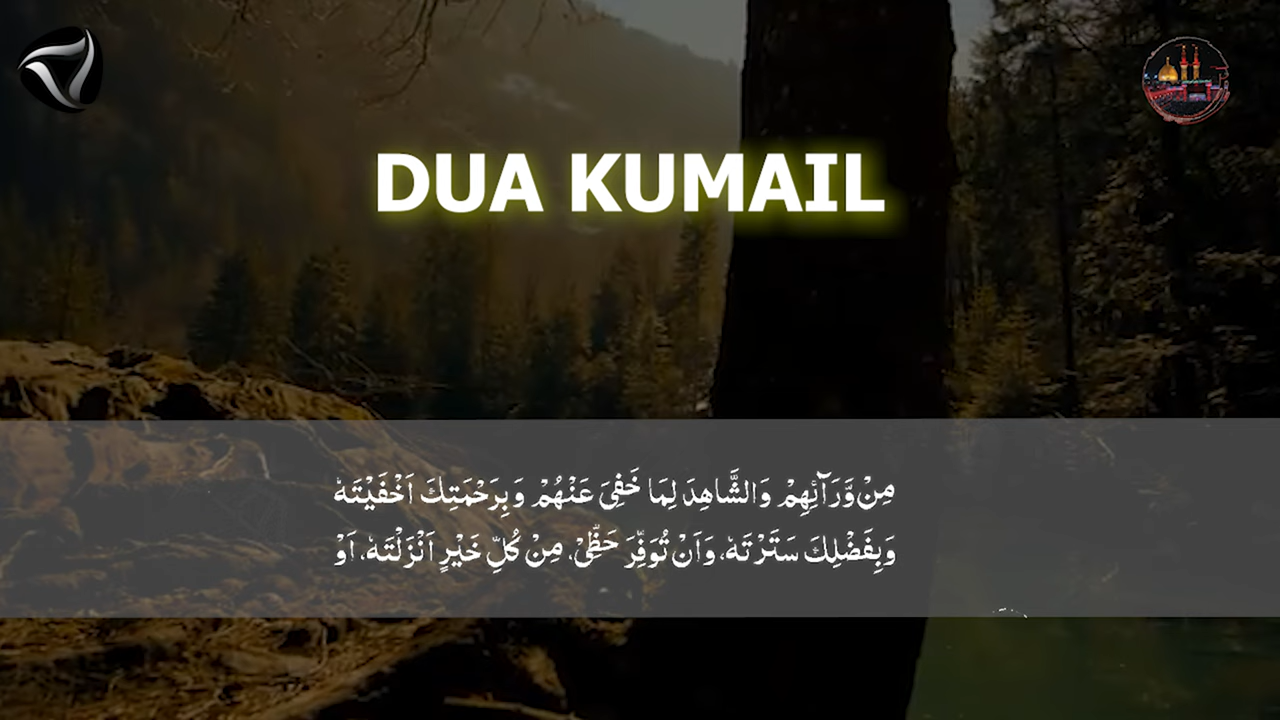 DUA KUMAIL
مِنْ وَّرَآئِهِمْ وَالشَّاهِدَ لِمَا خَفِیَ عَنْهُمْ وَبِرَحْمَتِكَ اَخْفَيْتَهٗ
وَبِفَضْلِكَ سَتَرْتَهٗ، وَاَنْ تُوَفِّرَ حَظِّیْ، مِنْ كُلِّ خَيْرٍ اَنْزَلْتَهٗ، اَوْ